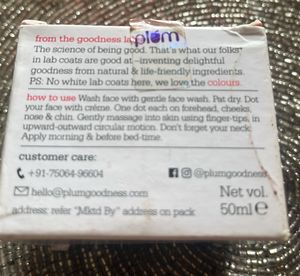 plum
from the goodness la
The science of being good. That's what our folks
in lab coats are good at –inventing delightful
goodness from natural & life-friendly ingredients.
PS: No white lab coats here, we love the colours.
how to use Wash face with gentle face wash. Pat dry. Dot
your face with crème. One dot each on forehead, cheeks,
nose & chin. Gently massage into skin using finger-tips, in
upward-outward circular motion. Don't forget your neck.
Apply morning & before bed-time.
customer care:
+91-75064-96604
@plumgoodness
hello@plumgoodness.com
Net vol.
address: refer "Mktd By" address on pack
50ml e